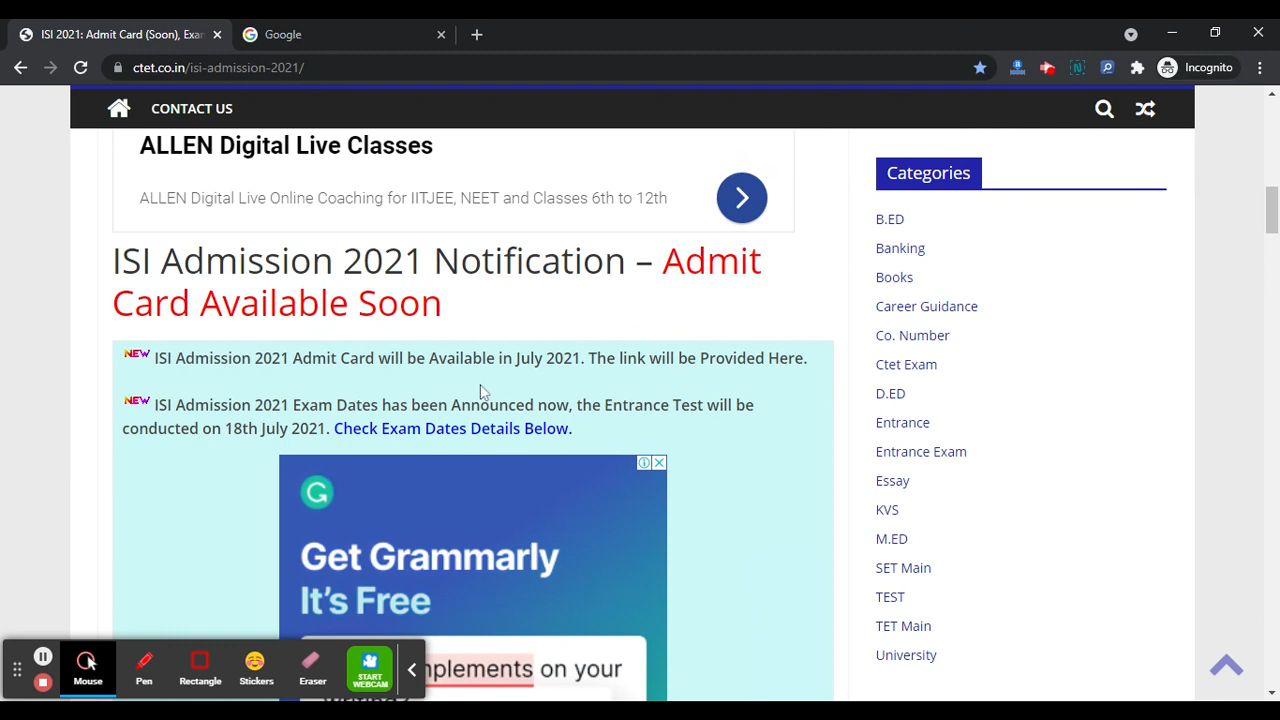 ISI 2021: Admit Card (Soon), Exa
Google
ctet.co.in/isi-admission-2021/
Incognito
CONTACT US
ALLEN Digital Live Classes
ALLEN Digital Live Online Coaching for IITJEE, NEET and Classes 6th to 12th
ISI Admission 2021 Notification – Admit
Card Available Soon
NEW ISI Admission 2021 Admit Card will be Available in July 2021. The link will be Provided Here.
NEW ISI Admission 2021 Exam Dates has been Announced now, the Entrance Test will be
conducted on 18th July 2021. Check Exam Dates Details Below.
Get Grammarly
It's Free
mplements on your
Categories
B.ED
Banking
Books
Career Guidance
Co. Number
Ctet Exam
D.ED
Entrance
Entrance Exam
Essay
KVS
M.ED
SET Main
TEST
TET Main
University
Mouse
Pen
Rectangle
Stickers
Eraser
START
WEBCAM